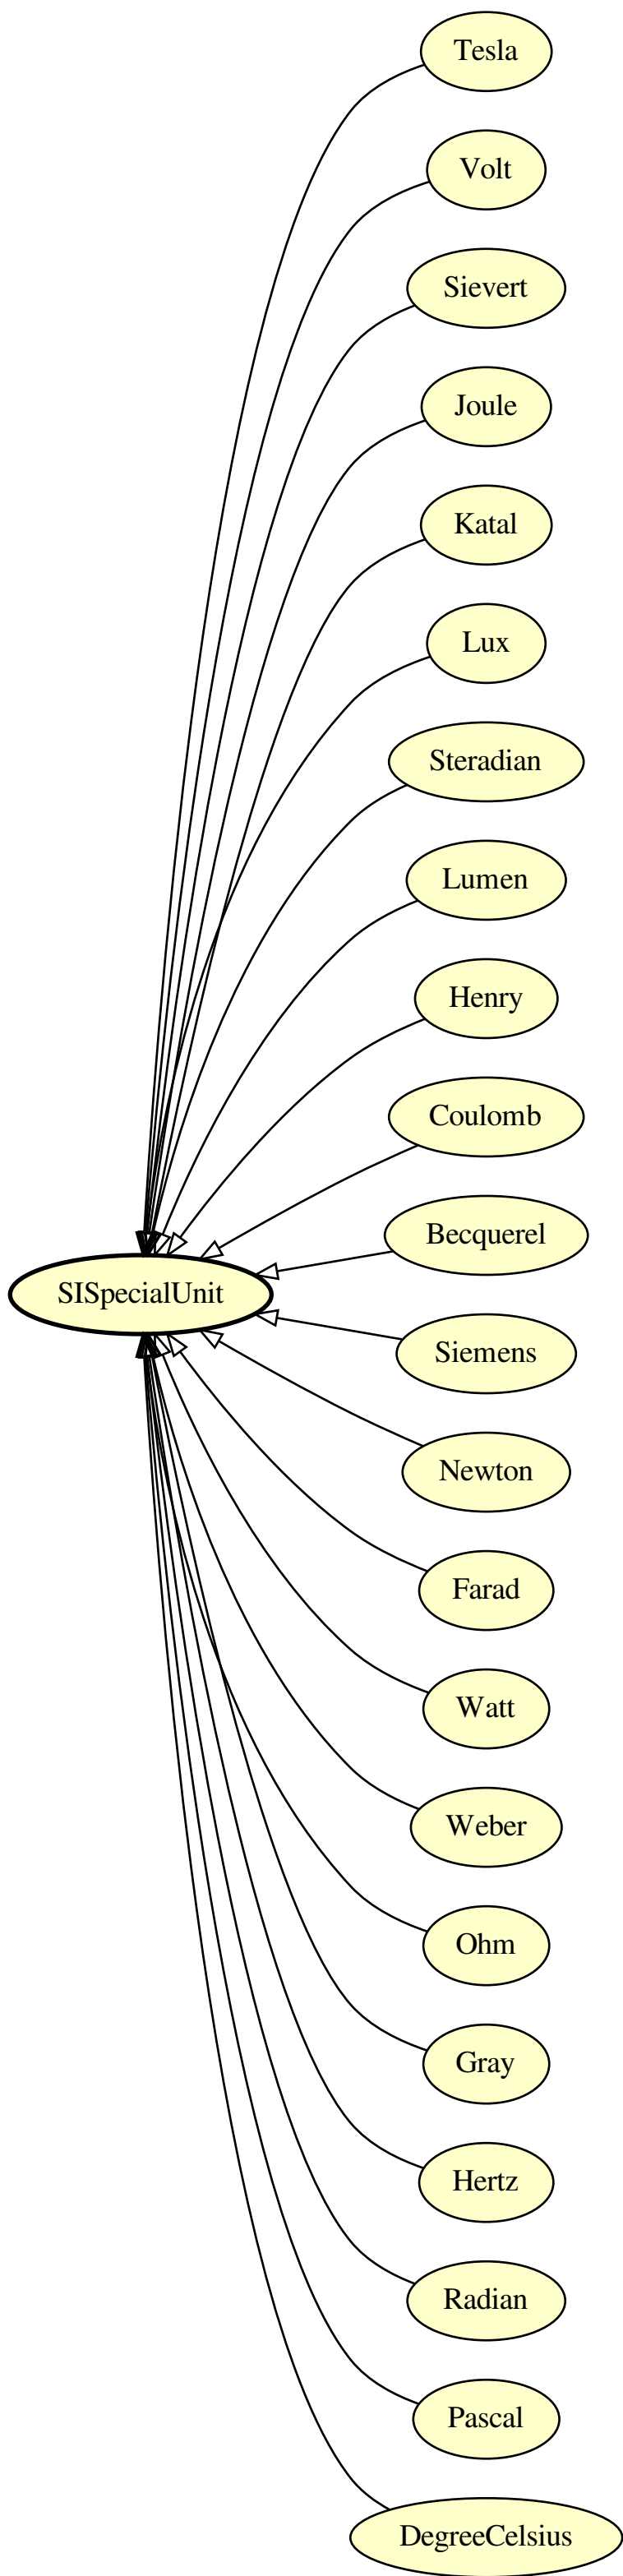 Tesla
Volt
Sievert
Joule
Katal
Lux
Steradian
Lumen
Henry
Coulomb
Becquerel
SISpecialUnit
Siemens
Newton
Farad
Watt
Weber
Ohm
Gray
Hertz
Radian
Pascal
DegreeCelsius